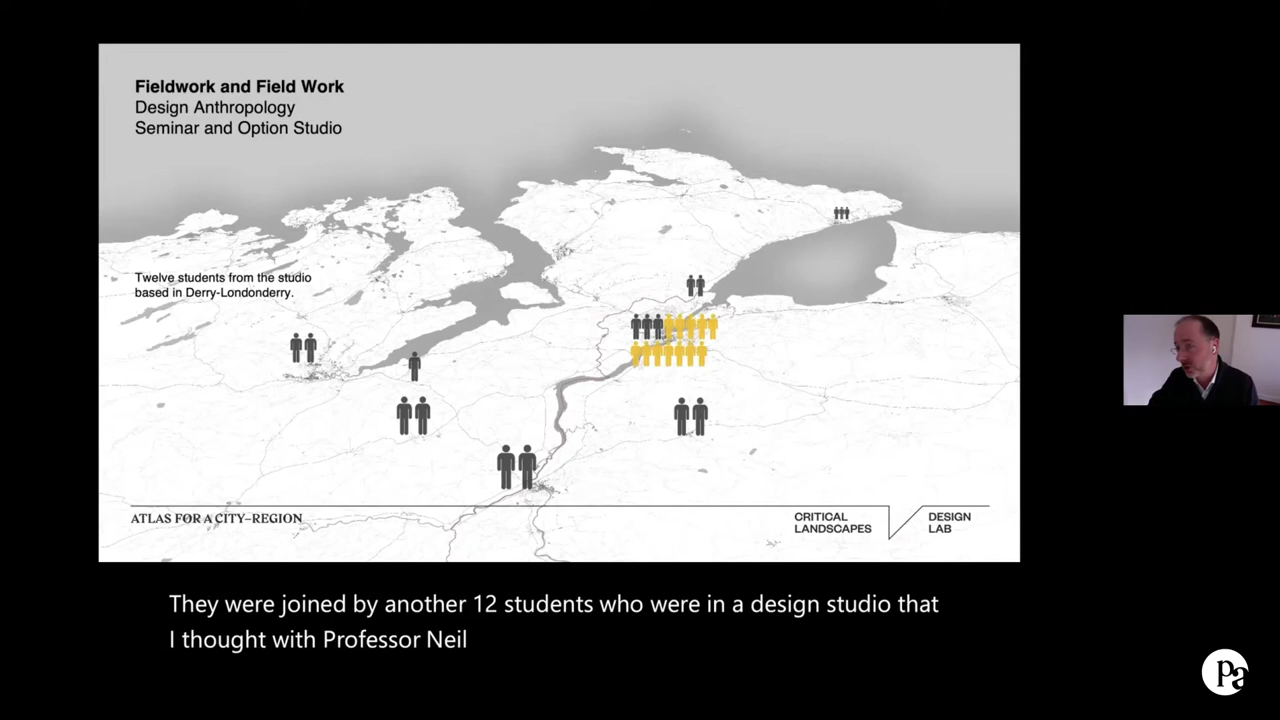 Fieldwork and Field Work
Design Anthropology
Seminar and Option Studio
Twelve students from the studio
based in Derry-Londonderry.
ATLAS FOR A CITY–REGION
CRITICAL
LANDSCAPES
DESIGN
LAB
They were joined by another 12 students who were in a design studio that
I thought with Professor Neil
pa